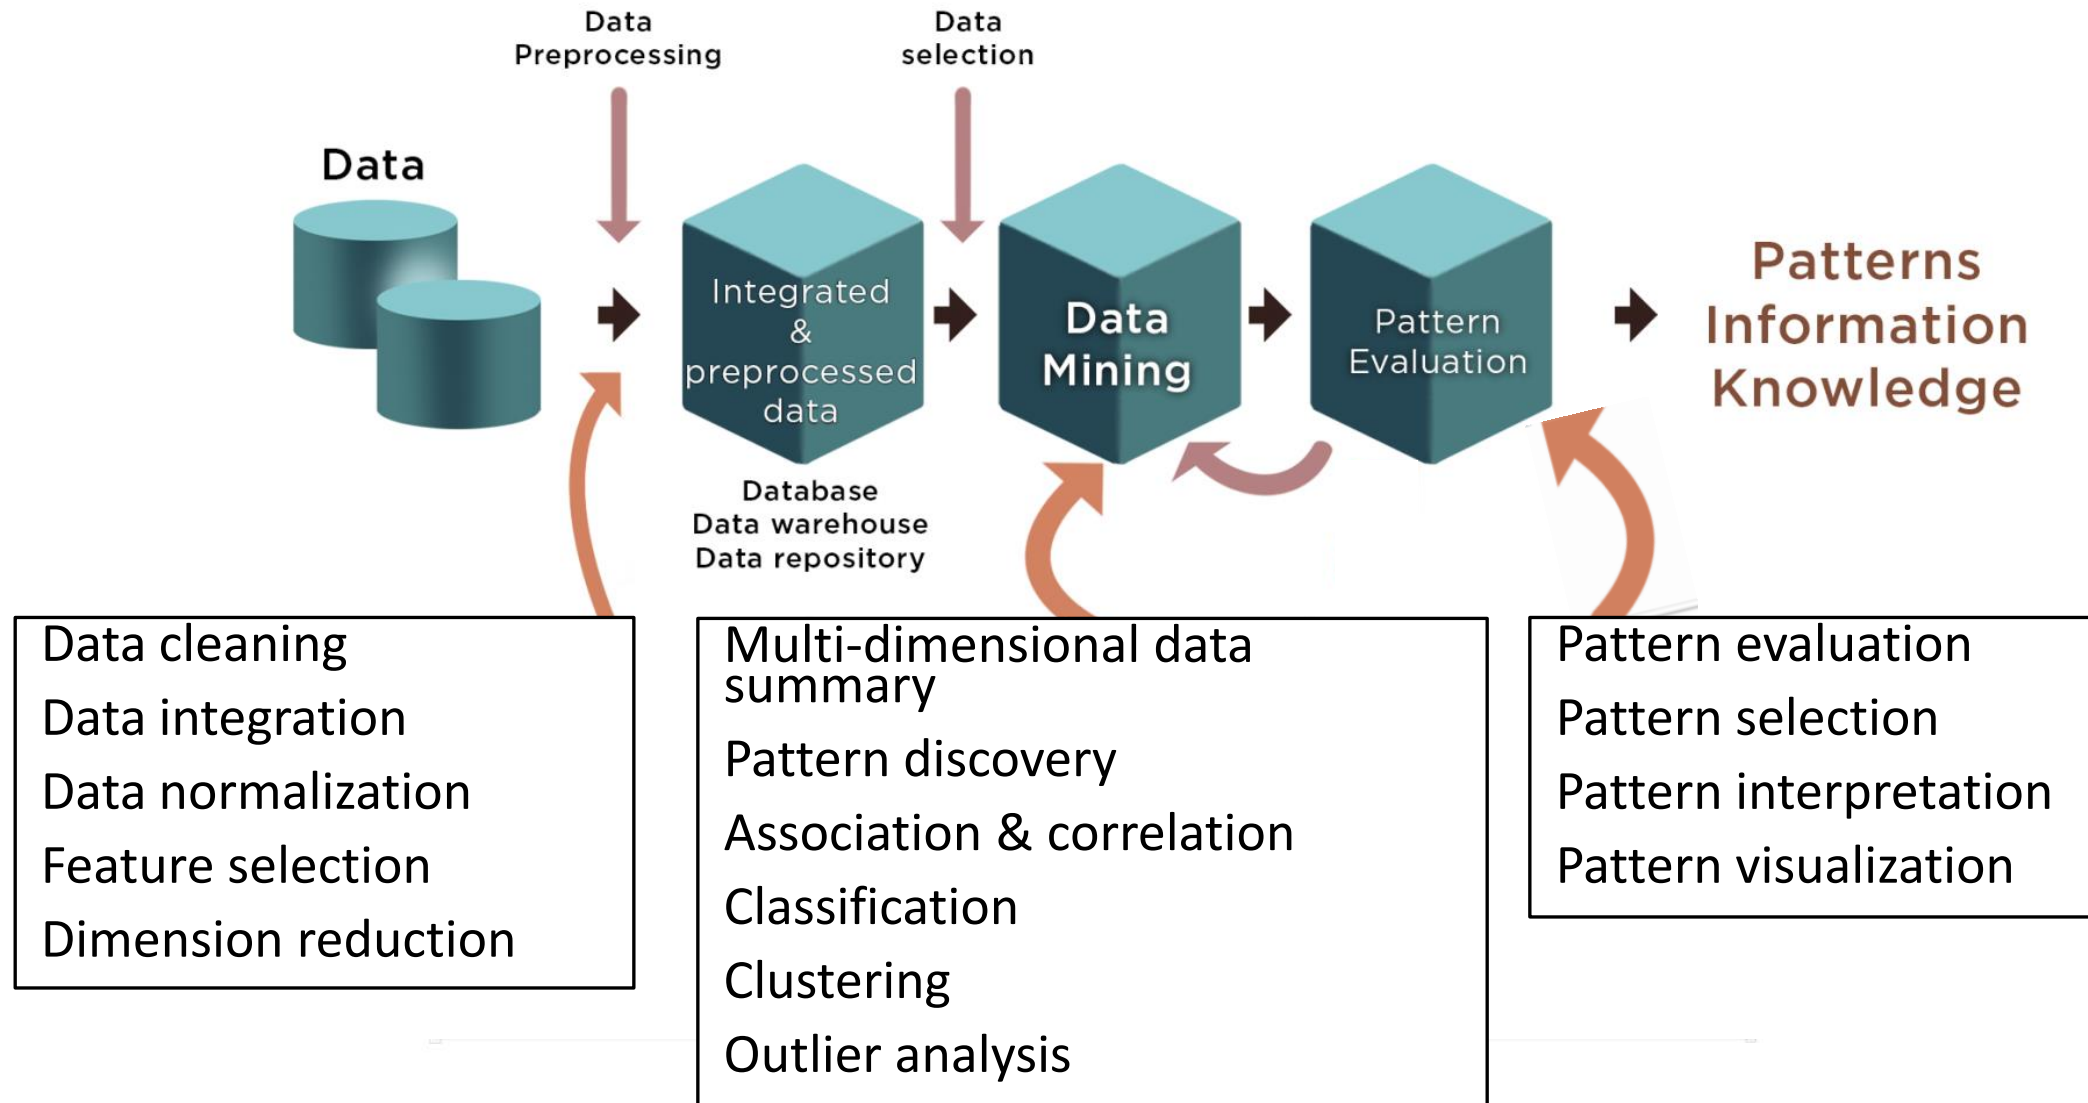 Data
Preprocessing
Data
selection
Data
Integrated
&
preprocessed
data
Data
Mining
Pattern
Evaluation
Patterns
Information
Knowledge
Database
Data warehouse
Data repository
Data cleaning
Data integration
Data normalization
Feature selection
Dimension reduction
Multi-dimensional data
summary
Pattern discovery
Association & correlation
Classification
Clustering
Outlier analysis
Pattern evaluation
Pattern selection
Pattern interpretation
Pattern visualization